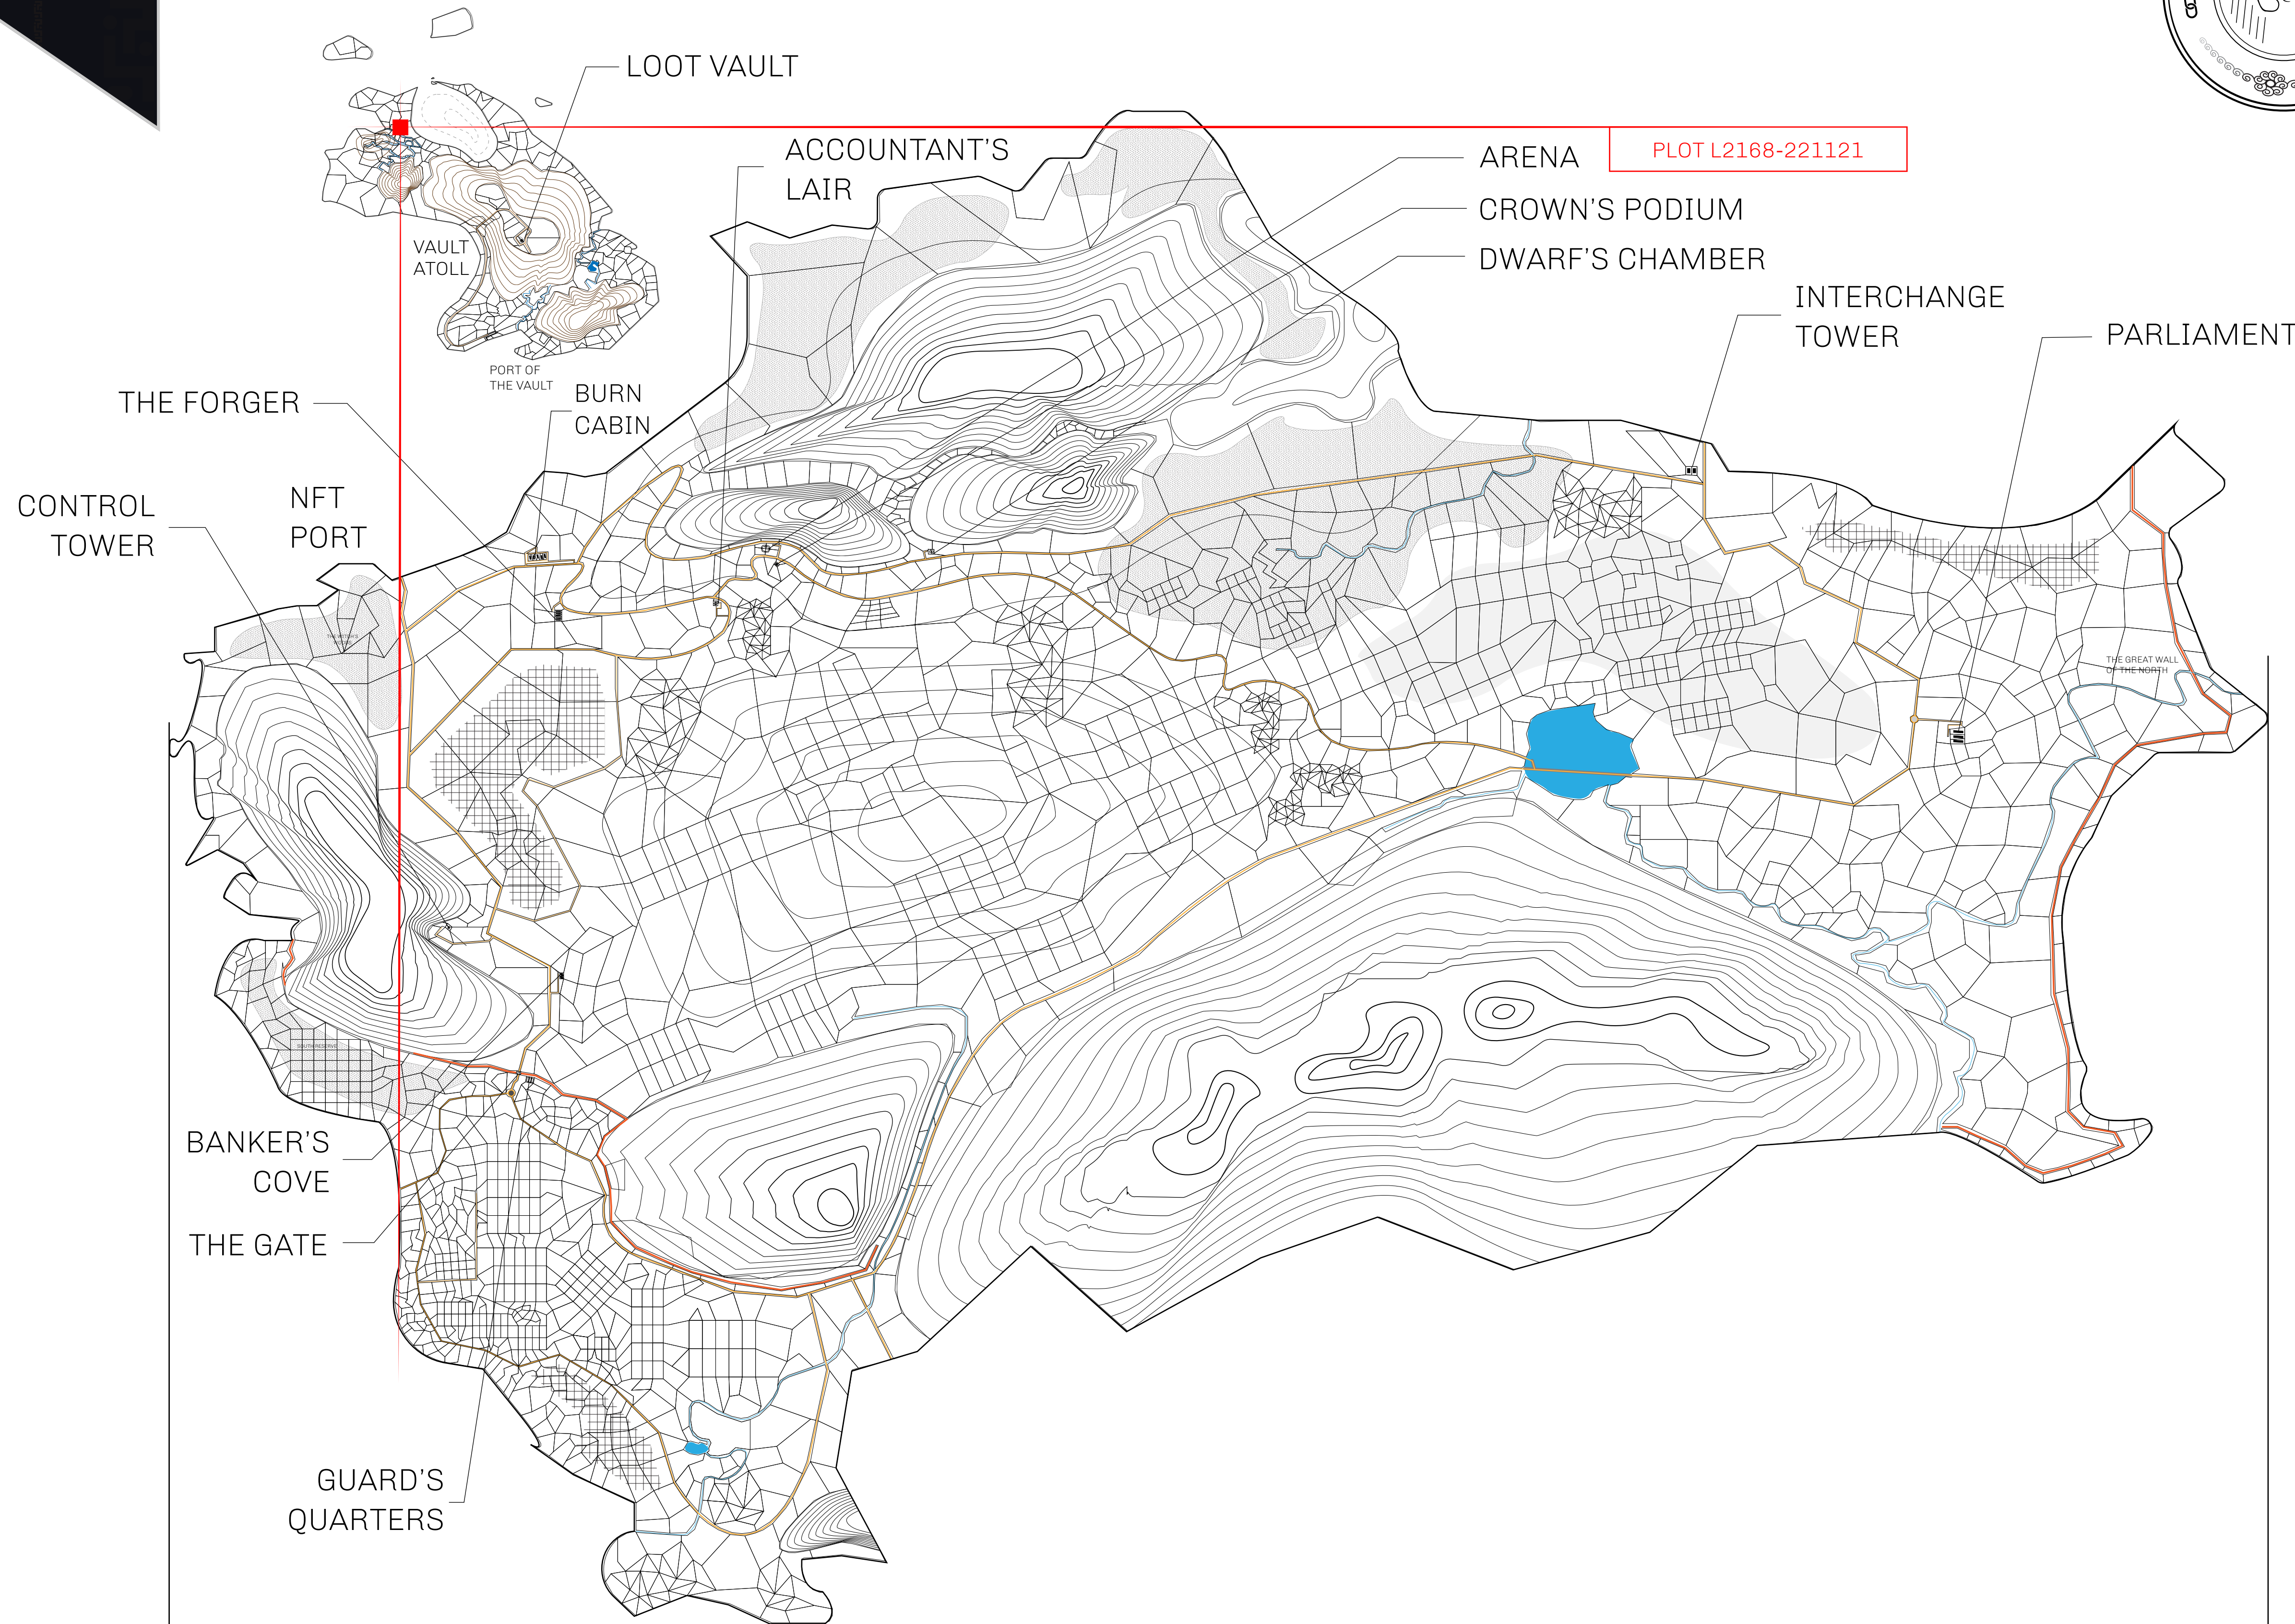 LOOT VAULT
ACCOUNTANT'S
LAIR
ARENA
PLOT L2168-221121
CROWN'S PODIUM
DWARF'S CHAMBER
VAULT
ATOLL
INTERCHANGE
TOWER
PARLIAMENT
PORT OF
THE VAULT
THE FORGER
BURN
CABIN
CONTROL
TOWER
NFT
PORT
THE GREAT WALL
OF THE NORTH
SOUTH RESERVE
BANKER'S
COVE
THE GATE
GUARD'S
QUARTERS